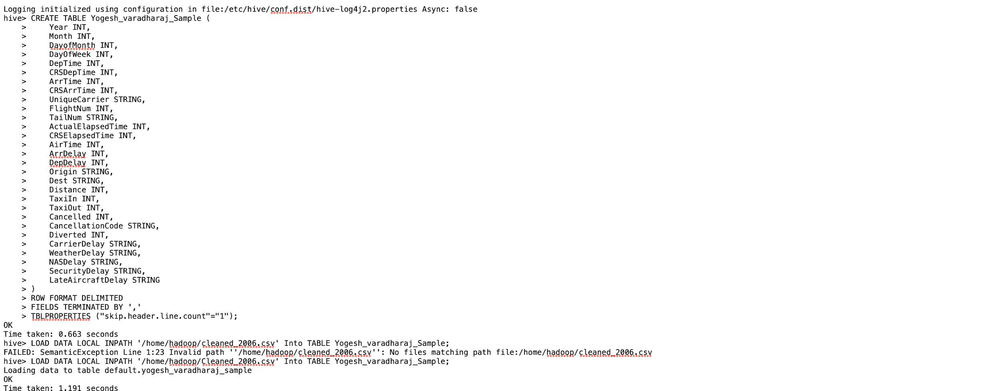 Logging initialized using configuration in file:/etc/hive/conf.dist/hive-log4j2.properties Async: false
hive> CREATE TABLE Yogesh_varadharaj_Sample (
    >     Year INT,
    >     Month INT,
    >     DayofMonth INT,
    >     DayOfWeek INT,
    >     DepTime INT,
    >     CRSDepTime INT,
    >     ArrTime INT,
    >     CRSArrTime INT,
    >     UniqueCarrier STRING,
    >     FlightNum INT,
    >     TailNum STRING,
    >     ActualElapsedTime INT,
    >     CRSElapsedTime INT,
    >     AirTime INT,
    >     ArrDelay INT,
    >     DepDelay INT,
    >     Origin STRING,
    >     Dest STRING,
    >     Distance INT,
    >     TaxiIn INT,
    >     TaxiOut INT,
    >     Cancelled INT,
    >     CancellationCode STRING,
    >     Diverted INT,
    >     CarrierDelay STRING,
    >     WeatherDelay STRING,
    >     NASDelay STRING,
    >     SecurityDelay STRING,
    >     LateAircraftDelay STRING
    > )
    > ROW FORMAT DELIMITED
    > FIELDS TERMINATED BY ','
    > TBLPROPERTIES ("skip.header.line.count"="1");
OK
Time taken: 0.663 seconds
hive> LOAD DATA LOCAL INPATH '/home/hadoop/cleaned_2006.csv' Into TABLE Yogesh_varadharaj_Sample;
FAILED: SemanticException Line 1:23 Invalid path ''/home/hadoop/cleaned_2006.csv'': No files matching path file:/home/hadoop/cleaned_2006.csv
hive> LOAD DATA LOCAL INPATH '/home/hadoop/Cleaned_2006.csv' Into TABLE Yogesh_varadharaj_Sample;
Loading data to table default.yogesh_varadharaj_sample
OK
Time taken: 1.191 seconds